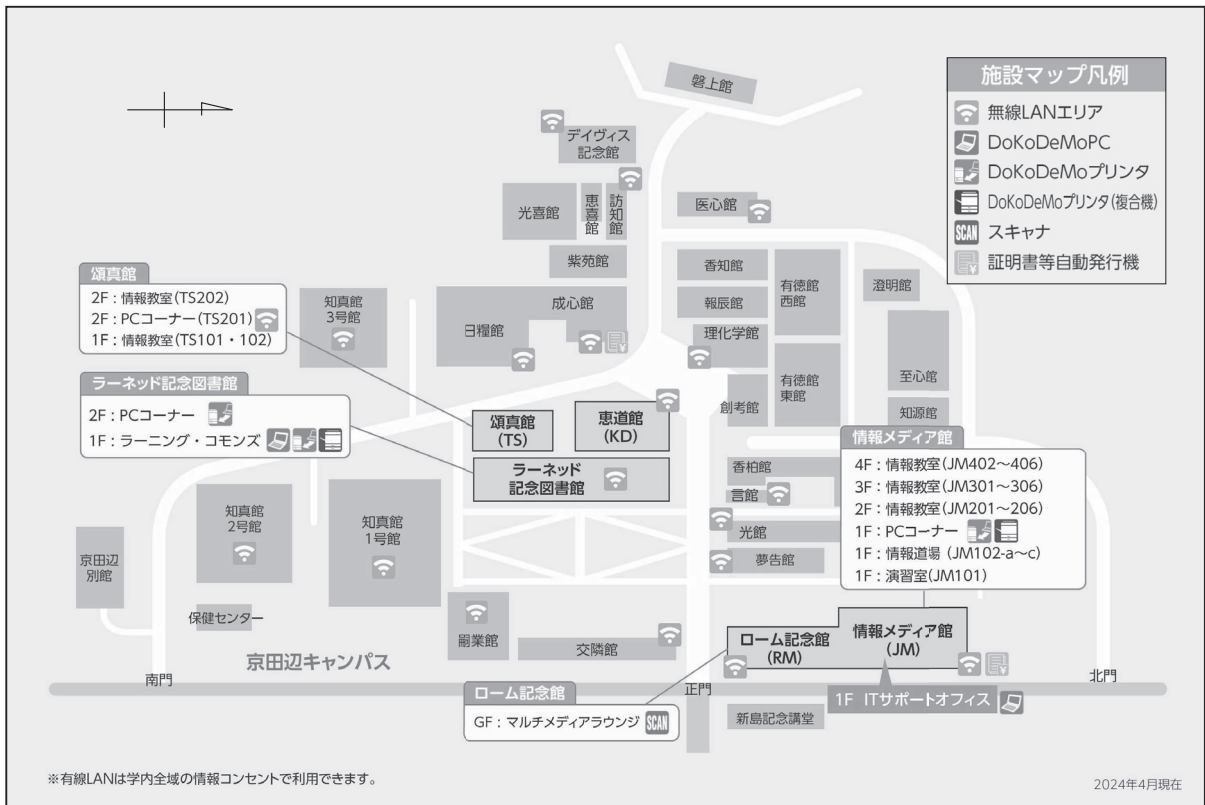 磐上館
施設マップ凡例
無線LANエリア
DoKoDeMoPC
DoKoDeMoプリンタ
DoKoDeMoプリンタ(複合機)
SCAN スキャナ
証明書等自動発行機
デイヴィス
記念館
光喜館
恵喜館
訪知館
医心館
紫苑館
香知館
有徳館
西館
澄明館
頌真館
2F：情報教室(TS202)
2F：PCコーナー(TS201)
1F：情報教室(TS101・102)
知真館
3号館
成心館
日糧館
報辰館
理化学館
至心館
ラーネッド記念図書館
2F：PCコーナー
1F：ラーニング・コモンズ
頌真館
(TS)
恵道館
(KD)
創考館
有徳館
東館
知源館
ラーネッド
記念図書館
香柏館
言館
光館
夢告館
情報メディア館
4F：情報教室(JM402～406)
3F：情報教室(JM301～306)
2F：情報教室(JM201～206)
1F：PCコーナー
1F：情報道場 (JM102-a～c)
1F：演習室(JM101)
知真館
2号館
知真館
1号館
京田辺
別館
保健センター
嗣業館
交隣館
ローム記念館
(RM)
情報メディア館
(JM)
京田辺キャンパス
南門
正門
北門
ローム記念館
GF：マルチメディアラウンジ SCAN
新島記念講堂
1F ITサポートオフィス
※有線LANは学内全域の情報コンセントで利用できます。
2024年4月現在